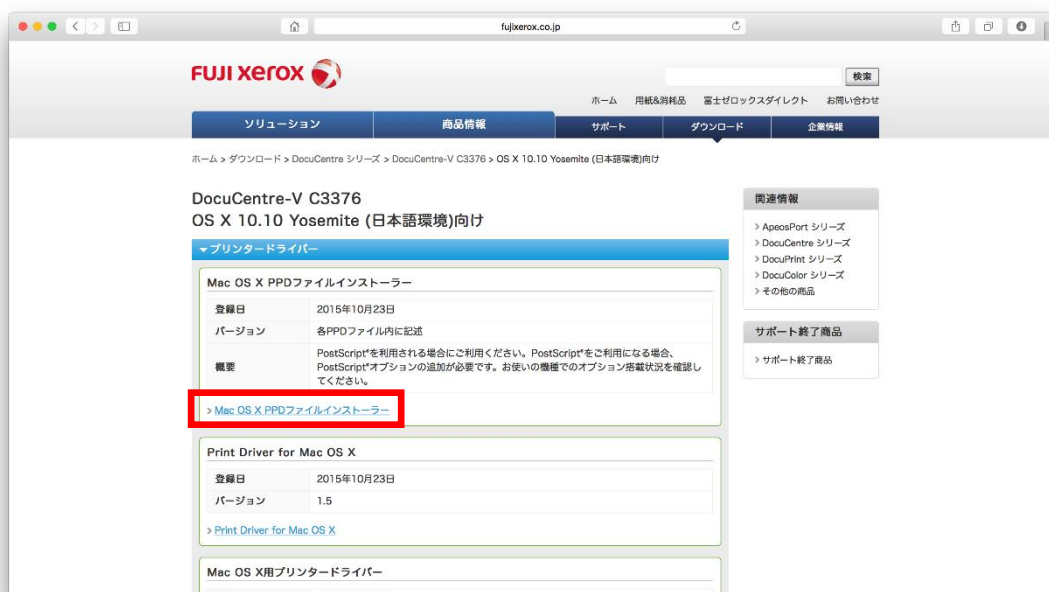 fujixerox.co.jp
FUJI XEROX
検索
ホーム 用紙&消耗品 富士ゼロックスダイレクト お問い合わせ
ソリューション 商品情報 サポート ダウンロード 企業情報
ホーム > ダウンロード > DocuCentre シリーズ > DocuCentre-V C3376 > OS X 10.10 Yosemite (日本語環境)向け
DocuCentre-V C3376
OS X 10.10 Yosemite (日本語環境)向け
プリンタードライバー
Mac OS X PPDファイルインストーラー
登録日 2015年10月23日
バージョン 各PPDファイル内に記述
概要 PostScript®を利用される場合にご利用ください。PostScript®をご利用になる場合、
PostScript®オプションの追加が必要です。お使いの機種でのオプション搭載状況を確認し
てください。
> Mac OS X PPDファイルインストーラー
Print Driver for Mac OS X
登録日 2015年10月23日
バージョン 1.5
> Print Driver for Mac OS X
Mac OS X用プリンタードライバー
関連情報
> ApeosPort シリーズ
> DocuCentre シリーズ
> DocuPrint シリーズ
> DocuColor シリーズ
> その他の商品
サポート終了商品
> サポート終了商品